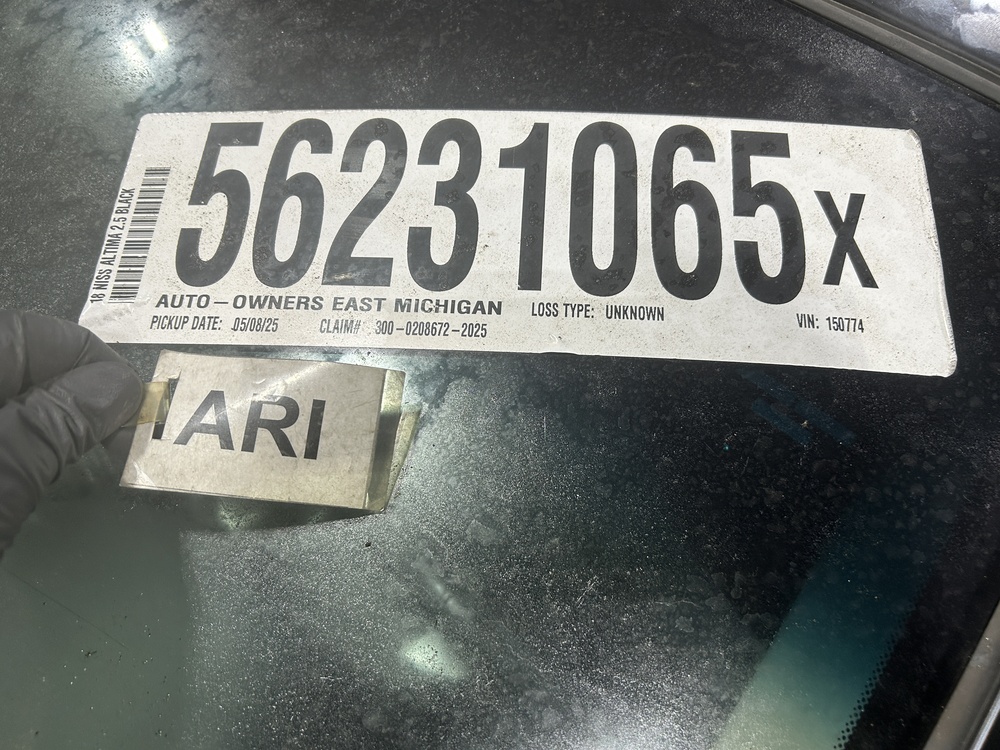 56231065X
18 NISS ALTIMA 2.5 BLACK
AUTO-OWNERS EAST MICHIGAN
LOSS TYPE: UNKNOWN
PICKUP DATE: 05/08/25
CLAIM#: 300-0208672-2025
VIN: 150774
ARI